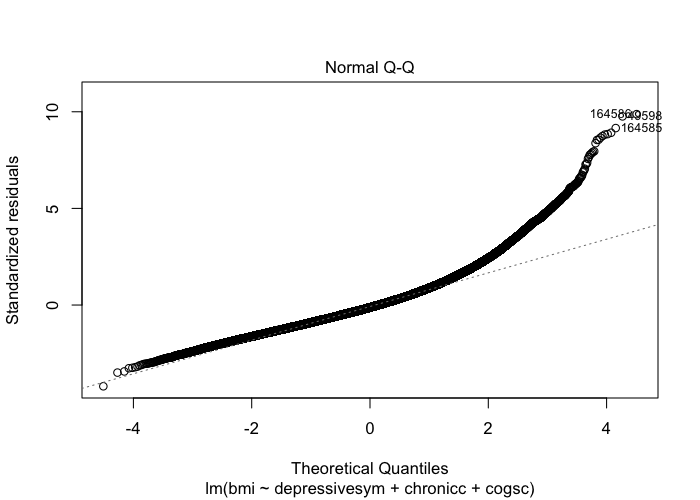 Normal Q-Q
Standardized residuals
10
5
0
164585
-4
-2
0
2
4
Theoretical Quantiles
lm(bmi ~ depressivesym + chronicc + cogsc)